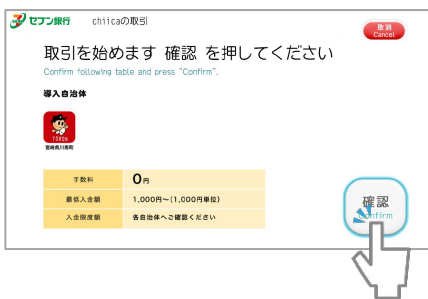 セブン銀行 chiicaの取引
取消
Cancel
取引を始めます 確認 を押してください
Confirm following table and press "Confirm".
導入自治体
TORON
宮崎県川南町
手数料 0円
最低入金額 1,000円～(1,000円単位)
入金限度額 各自治体へご確認ください
確認
Confirm